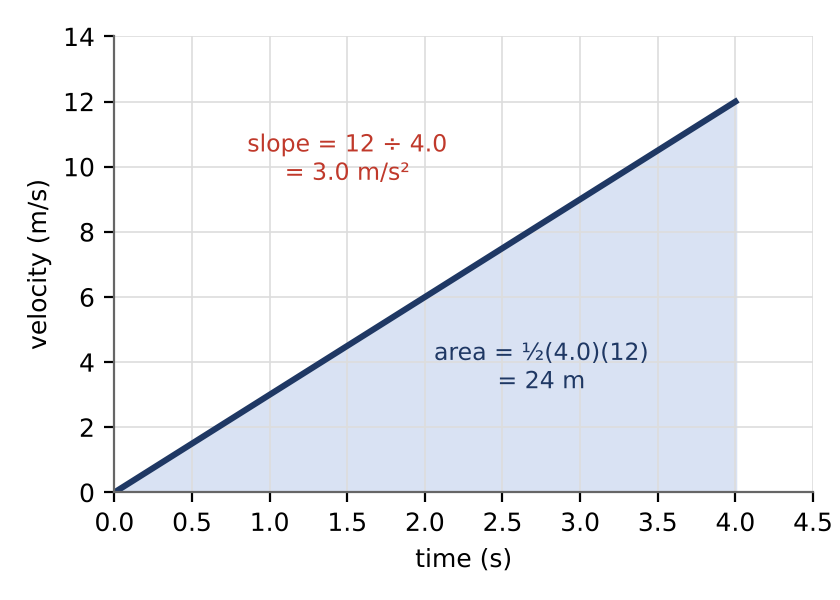 14
12
10
8
6
4
2
0
velocity (m/s)
slope = 12 ÷ 4.0
= 3.0 m/s²
area = ½(4.0)(12)
= 24 m
0.0 0.5 1.0 1.5 2.0 2.5 3.0 3.5 4.0 4.5
time (s)